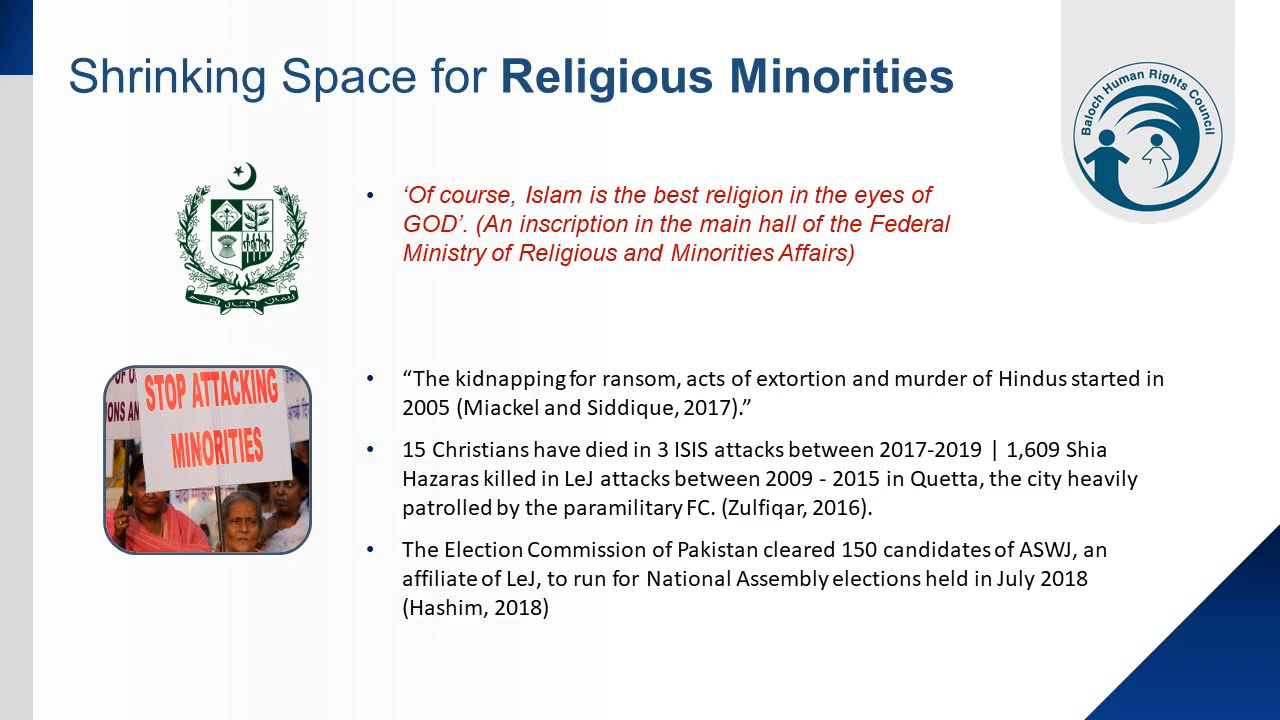 Shrinking Space for Religious Minorities
Baloch Human Rights Council
• ‘Of course, Islam is the best religion in the eyes of
GOD’. (An inscription in the main hall of the Federal
Ministry of Religious and Minorities Affairs)
STOP ATTACKING
MINORITIES
• “The kidnapping for ransom, acts of extortion and murder of Hindus started in
2005 (Miackel and Siddique, 2017).”
• 15 Christians have died in 3 ISIS attacks between 2017-2019 | 1,609 Shia
Hazaras killed in LeJ attacks between 2009 - 2015 in Quetta, the city heavily
patrolled by the paramilitary FC. (Zulfiqar, 2016).
• The Election Commission of Pakistan cleared 150 candidates of ASWJ, an
affiliate of LeJ, to run for National Assembly elections held in July 2018
(Hashim, 2018)